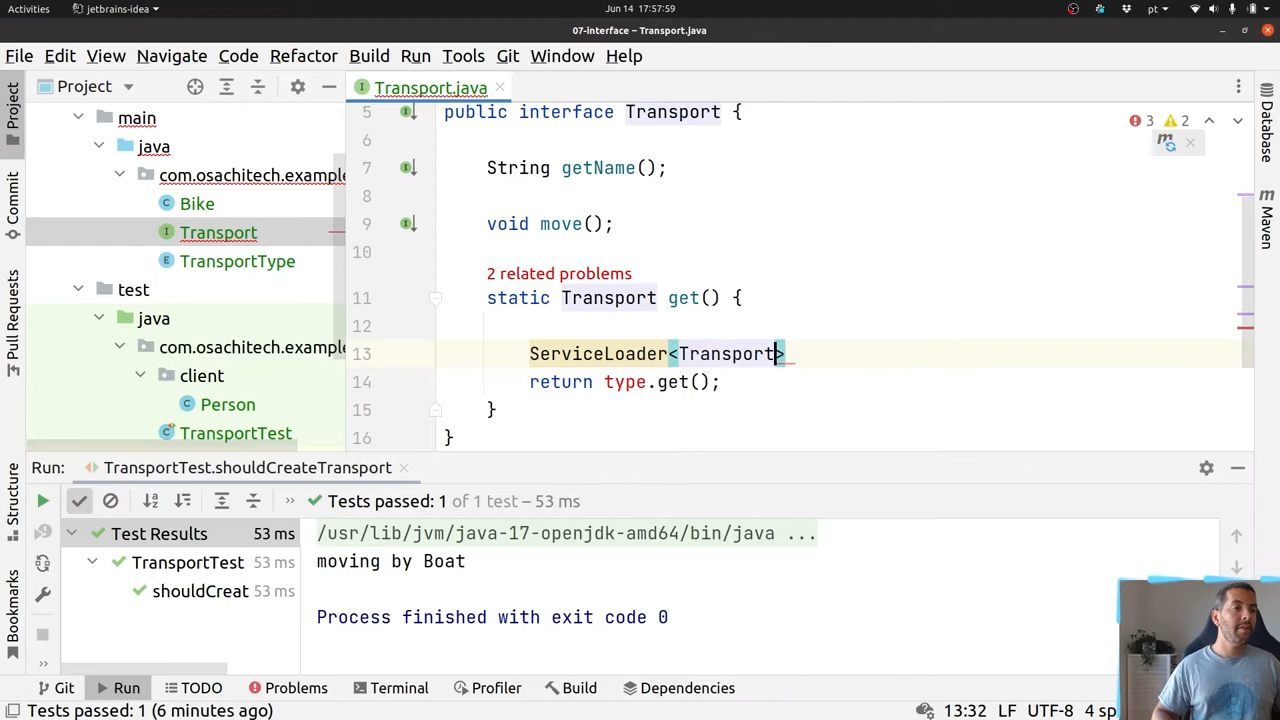 Activities
jetbrains-idea
Jun 14 17:57:59
pt
07-interface – Transport.java
File Edit View Navigate Code Refactor Build Run Tools Git Window Help
Project
Transport.java
main
java
com.osachitech.example
Bike
Transport
TransportType
test
java
com.osachitech.example
client
Person
TransportTest
Project
Commit
Pull Requests
Structure
Bookmarks
5 public interface Transport {
6
7 String getName();
8
9 void move();
10
2 related problems
11 static Transport get() {
12
13 ServiceLoader<Transport>
14 return type.get();
15 }
16 }
3 2
m
Database
m
Maven
Run: TransportTest.shouldCreateTransport
Tests passed: 1 of 1 test – 53 ms
Test Results 53 ms
TransportTest 53 ms
shouldCreat 53 ms
/usr/lib/jvm/java-17-openjdk-amd64/bin/java ...
moving by Boat
Process finished with exit code 0
Git Run TODO Problems Terminal Profiler Build Dependencies
Tests passed: 1 (6 minutes ago)
13:32 LF UTF-8 4 sp